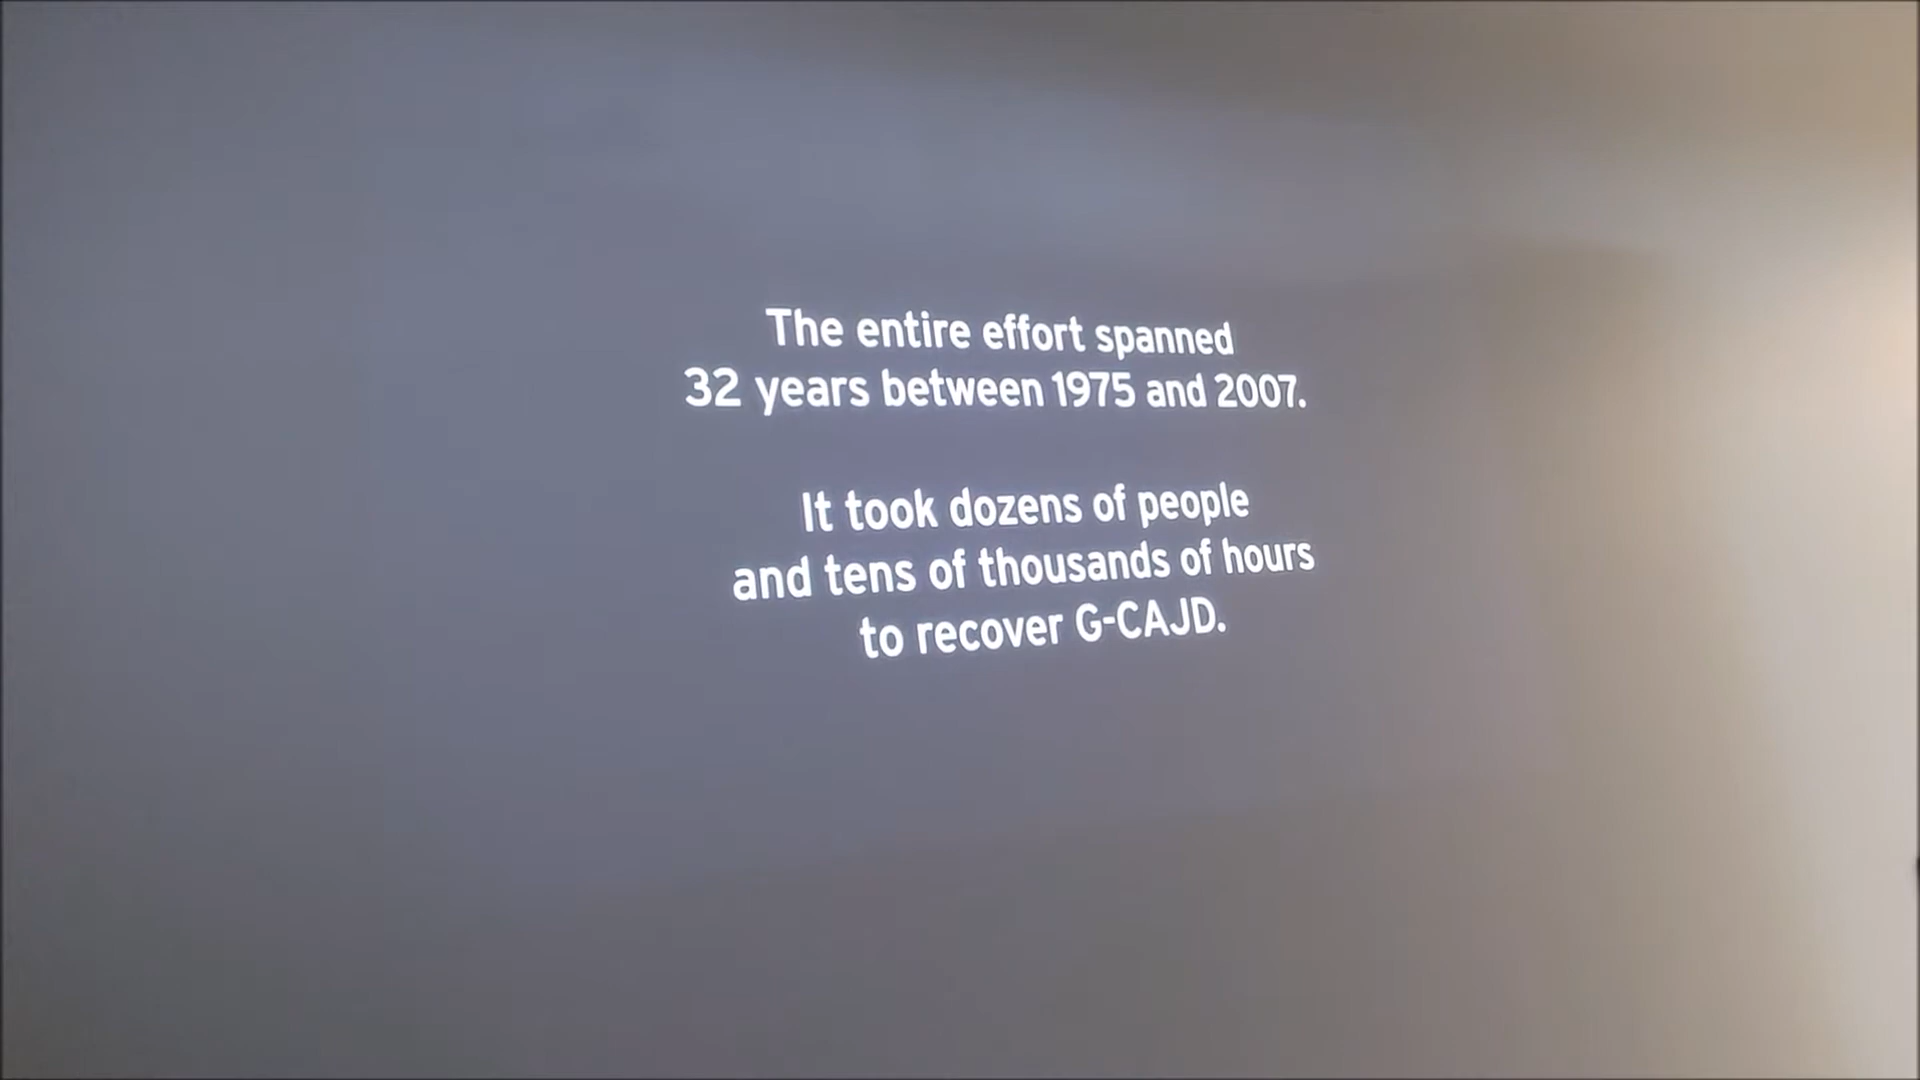 The entire effort spanned
32 years between 1975 and 2007.
It took dozens of people
and tens of thousands of hours
to recover G-CAJD.